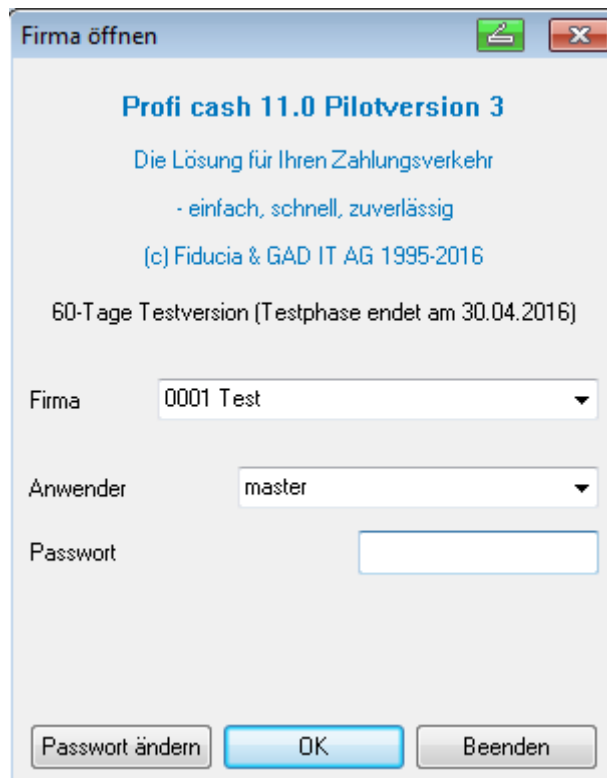 Firma öffnen
Profi cash 11.0 Pilotversion 3
Die Lösung für Ihren Zahlungsverkehr
- einfach, schnell, zuverlässig
(c) Fiducia & GAD IT AG 1995-2016
60-Tage Testversion (Testphase endet am 30.04.2016)
Firma 0001 Test
Anwender master
Passwort
Passwort ändern OK Beenden